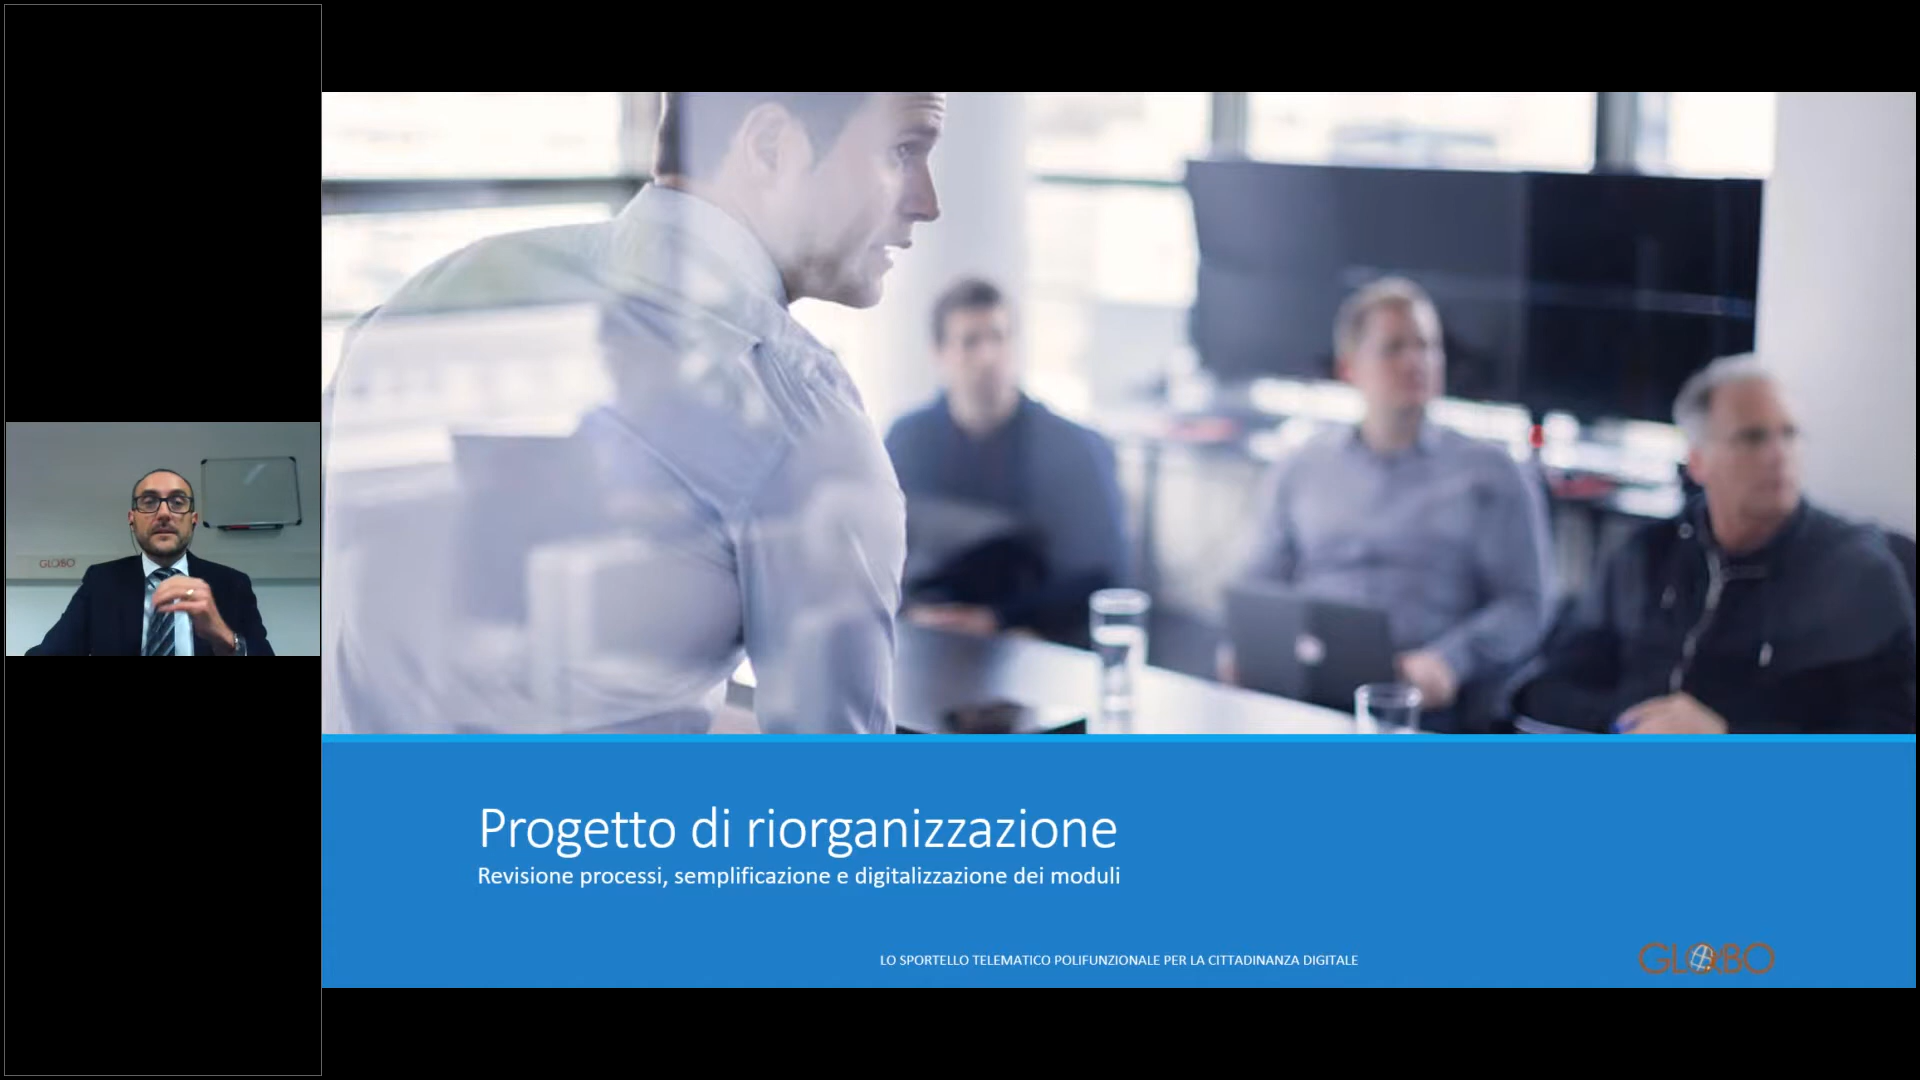 GLOBO
Progetto di riorganizzazione
Revisione processi, semplificazione e digitalizzazione dei moduli
LO SPORTELLO TELEMATICO POLIFUNZIONALE PER LA CITTADINANZA DIGITALE
GLOBO